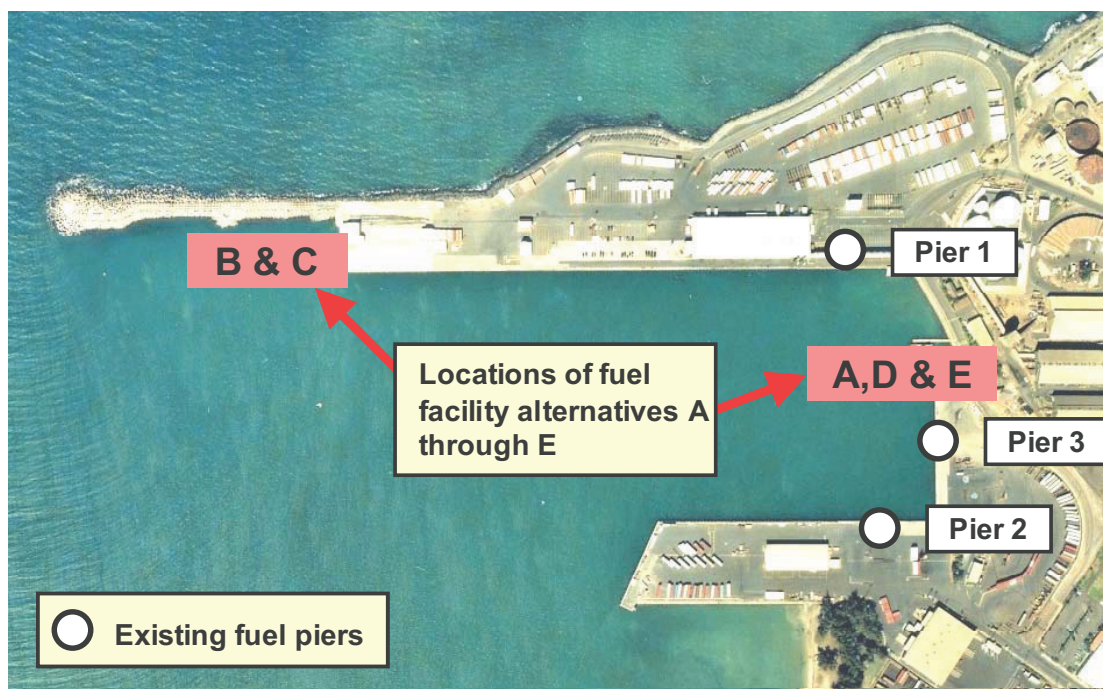 B & C
Pier 1
Locations of fuel
facility alternatives A
through E
A,D & E
Pier 3
Pier 2
Existing fuel piers